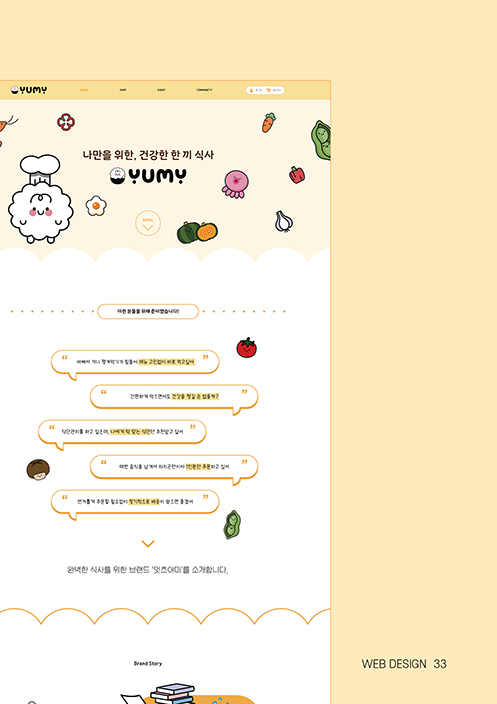 YUMY
SHOP
EVENT
COMMUNITY
나만을 위한, 건강한 한 끼 식사
YUMY
이런 분들을 위해 준비했습니다!
“ 바빠서 끼니 챙겨먹기가 힘들어 메뉴 고민없이 바로 먹고싶어 ”
“ 간편하게 먹으면서도 건강을 챙길 순 없을까? ”
“ 식단관리를 하고 싶은데, 나에게 딱 맞는 식단만 추천받고 싶어 ”
“ 매번 음식을 남겨서 처치곤란이야 1인분만 주문하고 싶어 ”
“ 번거롭게 주문할 필요없이 정기적으로 배송이 왔으면 좋겠어 ”
완벽한 식사를 위한 브랜드 '잇츠야미'를 소개합니다.
Brand Story
WEB DESIGN 33